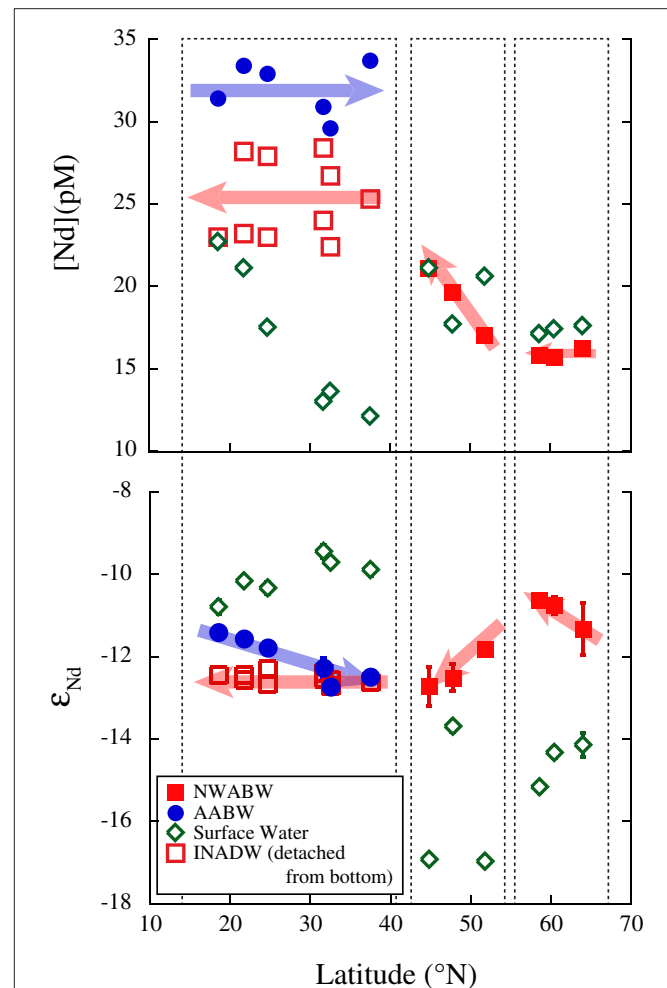 35
30
25
20
15
10
[Nd](pM)
-8
-10
-12
-14
-16
-18
εNd
NWABW
AABW
Surface Water
INADW (detached
from bottom)
10 20 30 40 50 60 70
Latitude (°N)